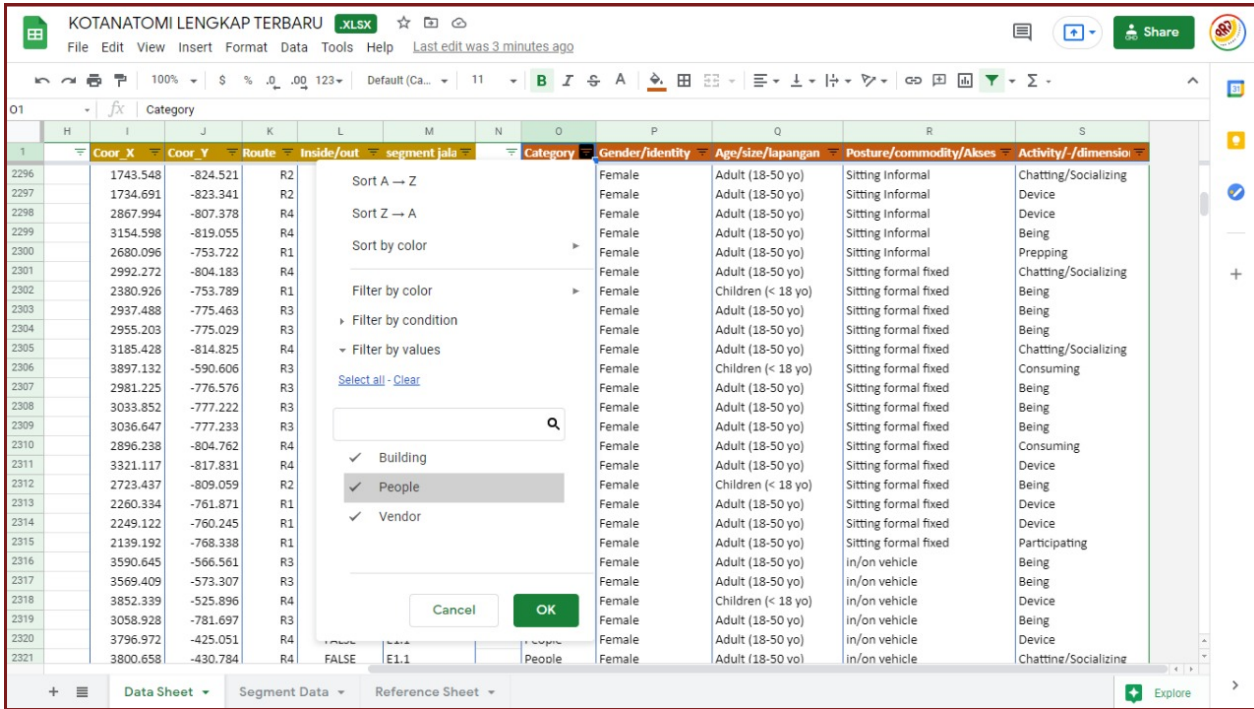 KOTANATOMI LENGKAP TERBARU .XLSX
File Edit View Insert Format Data Tools Help Last edit was 3 minutes ago
Share
100% $ % .0 .00 123 Default (Ca... 11 B I S A
O1 fx Category
H I J K L M N O P Q R S
1 Coor_X Coor_Y Route Inside/out segment jala Category Gender/identity Age/size/lapangan Posture/commodity/Akses Activity/-/dimension
2296 1743.548 -824.521 R2 Female Adult (18-50 yo) Sitting Informal Chatting/Socializing
2297 1734.691 -823.341 R2 Female Adult (18-50 yo) Sitting Informal Device
2298 2867.994 -807.378 R4 Female Adult (18-50 yo) Sitting Informal Device
2299 3154.598 -819.055 R4 Female Adult (18-50 yo) Sitting Informal Being
2300 2680.096 -753.722 R1 Female Adult (18-50 yo) Sitting Informal Prepping
2301 2992.272 -804.183 R4 Female Adult (18-50 yo) Sitting formal fixed Chatting/Socializing
2302 2380.926 -753.789 R1 Female Children (< 18 yo) Sitting formal fixed Being
2303 2937.488 -775.463 R3 Female Adult (18-50 yo) Sitting formal fixed Being
2304 2955.203 -775.029 R3 Female Adult (18-50 yo) Sitting formal fixed Being
2305 3185.428 -814.825 R4 Female Adult (18-50 yo) Sitting formal fixed Chatting/Socializing
2306 3897.132 -590.606 R3 Female Children (< 18 yo) Sitting formal fixed Consuming
2307 2981.225 -776.576 R3 Female Adult (18-50 yo) Sitting formal fixed Being
2308 3033.852 -777.222 R3 Female Adult (18-50 yo) Sitting formal fixed Being
2309 3036.647 -777.233 R3 Female Adult (18-50 yo) Sitting formal fixed Being
2310 2896.238 -804.762 R4 Female Adult (18-50 yo) Sitting formal fixed Consuming
2311 3321.117 -817.831 R4 Female Adult (18-50 yo) Sitting formal fixed Device
2312 2723.437 -809.059 R2 Female Children (< 18 yo) Sitting formal fixed Being
2313 2260.334 -761.871 R1 Female Adult (18-50 yo) Sitting formal fixed Device
2314 2249.122 -760.245 R1 Female Adult (18-50 yo) Sitting formal fixed Device
2315 2139.192 -768.338 R1 Female Adult (18-50 yo) Sitting formal fixed Participating
2316 3590.645 -566.561 R3 Female Adult (18-50 yo) in/on vehicle Being
2317 3569.409 -573.307 R3 Female Adult (18-50 yo) in/on vehicle Being
2318 3852.339 -525.896 R4 Female Children (< 18 yo) in/on vehicle Device
2319 3058.928 -781.697 R3 Female Adult (18-50 yo) in/on vehicle Being
2320 3796.972 -425.051 R4 FALSE E1.1 People Female Adult (18-50 yo) in/on vehicle Device
2321 3800.658 -430.784 R4 FALSE E1.1 People Female Adult (18-50 yo) in/on vehicle Chatting/Socializing
Sort A → Z
Sort Z → A
Sort by color
Filter by color
Filter by condition
Filter by values
Select all - Clear
Building
People
Vendor
Cancel OK
Data Sheet Segment Data Reference Sheet Explore